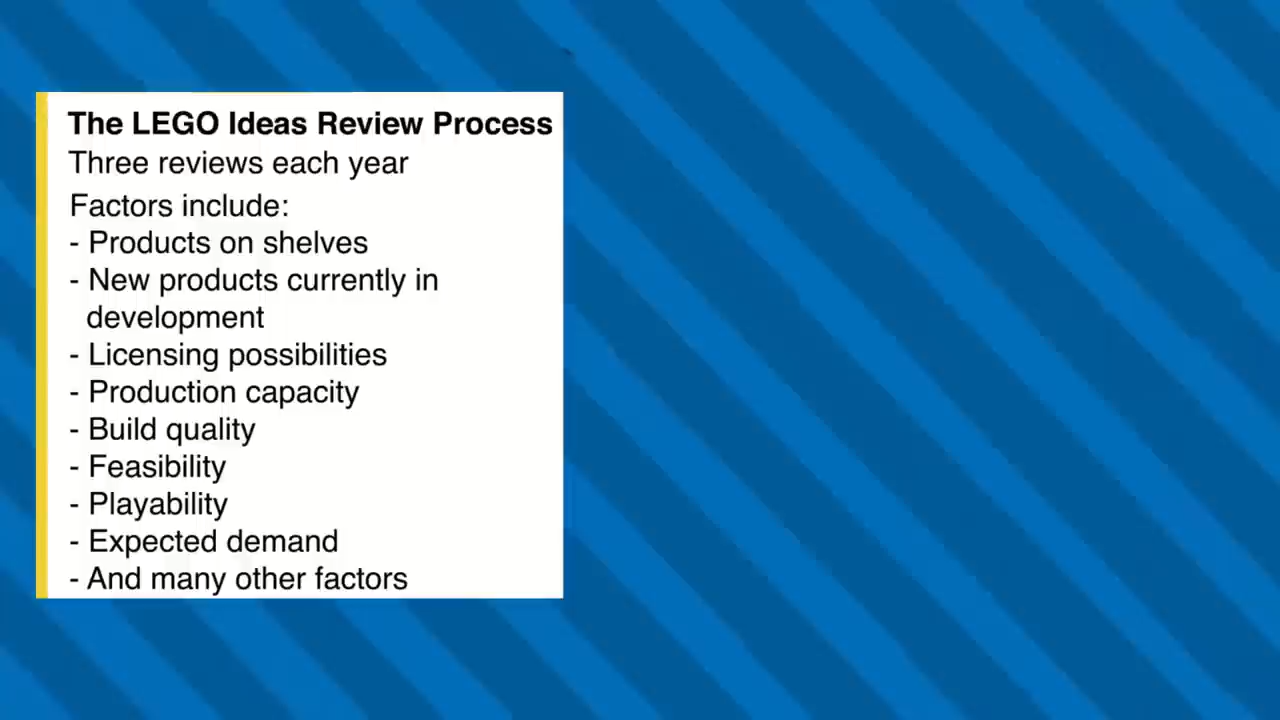 The LEGO Ideas Review Process
Three reviews each year
Factors include:
- Products on shelves
- New products currently in
development
- Licensing possibilities
- Production capacity
- Build quality
- Feasibility
- Playability
- Expected demand
- And many other factors